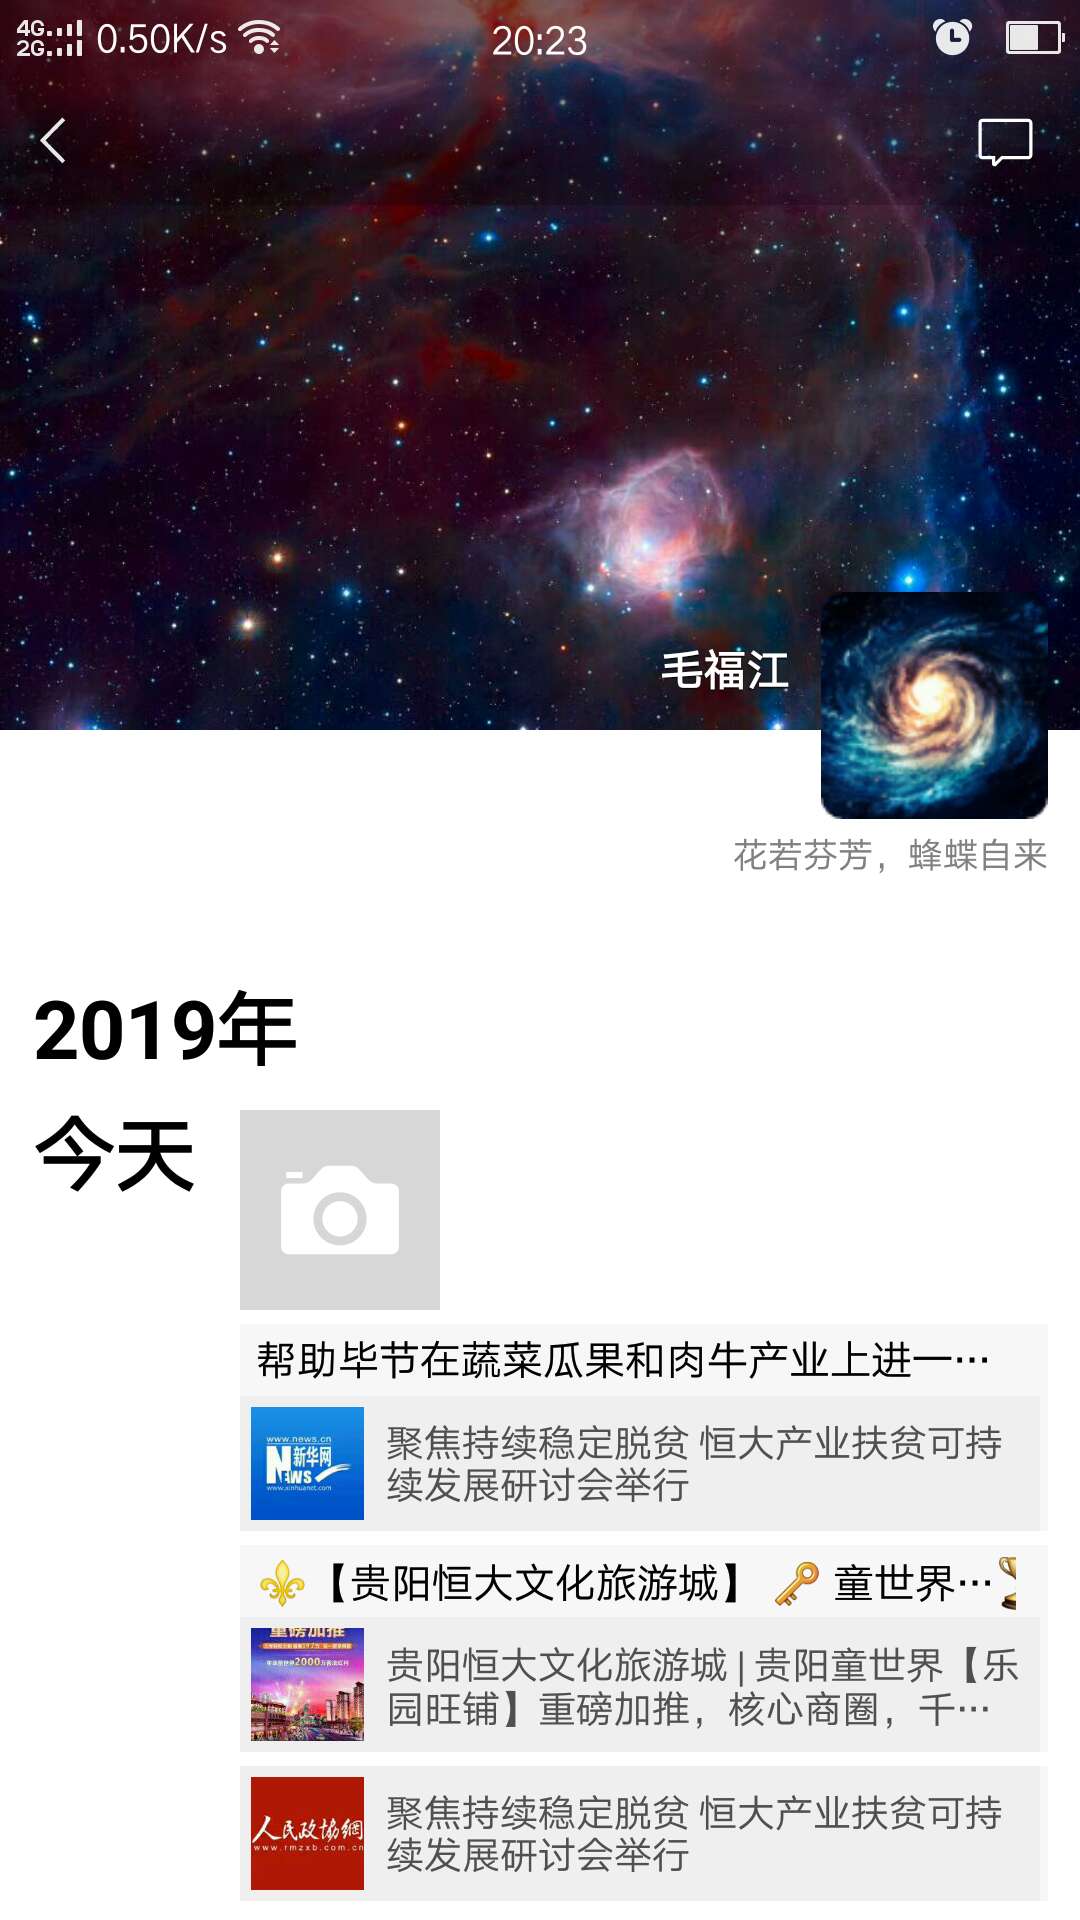 4G 0.50K/s 20:23
2G
毛福江
花若芬芳，蜂蝶自来
2019年
今天
帮助毕节在蔬菜瓜果和肉牛产业上进一…
www.news.cn
新华网
NEWS
www.xinhuanet.com
聚焦持续稳定脱贫 恒大产业扶贫可持
续发展研讨会举行
【贵阳恒大文化旅游城】 童世界…
重磅加推
贵阳恒大文化旅游城 | 贵阳童世界【乐
园旺铺】重磅加推，核心商圈，千…
人民政协網
www.rmzxb.com.cn
聚焦持续稳定脱贫 恒大产业扶贫可持
续发展研讨会举行